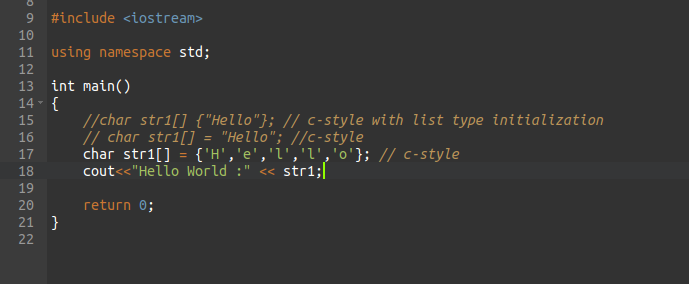 8
9 #include <iostream>
10
11 using namespace std;
12
13 int main()
14 {
15     //char str1[] {"Hello"}; // c-style with list type initialization
16     // char str1[] = "Hello"; //c-style
17     char str1[] = {'H','e','l','l','o'}; // c-style
18     cout<<"Hello World :" << str1;
19
20     return 0;
21 }
22